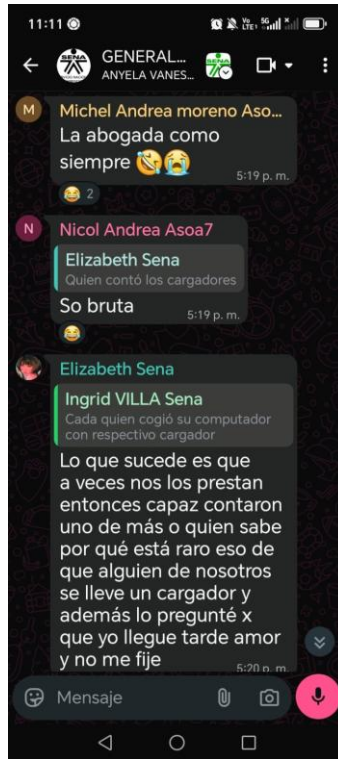 11:11
Vo
LTE1 5G
GENERAL...
ANYELA VANES...
SENA
M
Michel Andrea moreno Aso...
La abogada como
siempre 🤣😭
5:19 p. m.
😂 2
N
Nicol Andrea Asoa7
Elizabeth Sena
Quien contó los cargadores
So bruta
5:19 p. m.
😂
Elizabeth Sena
Ingrid VILLA Sena
Cada quien cogió su computador
con respectivo cargador
Lo que sucede es que
a veces nos los prestan
entonces capaz contaron
uno de más o quien sabe
por qué está raro eso de
que alguien de nosotros
se lleve un cargador y
además lo pregunté x
que yo llegue tarde amor
y no me fije
5:20 p. m.
Mensaje